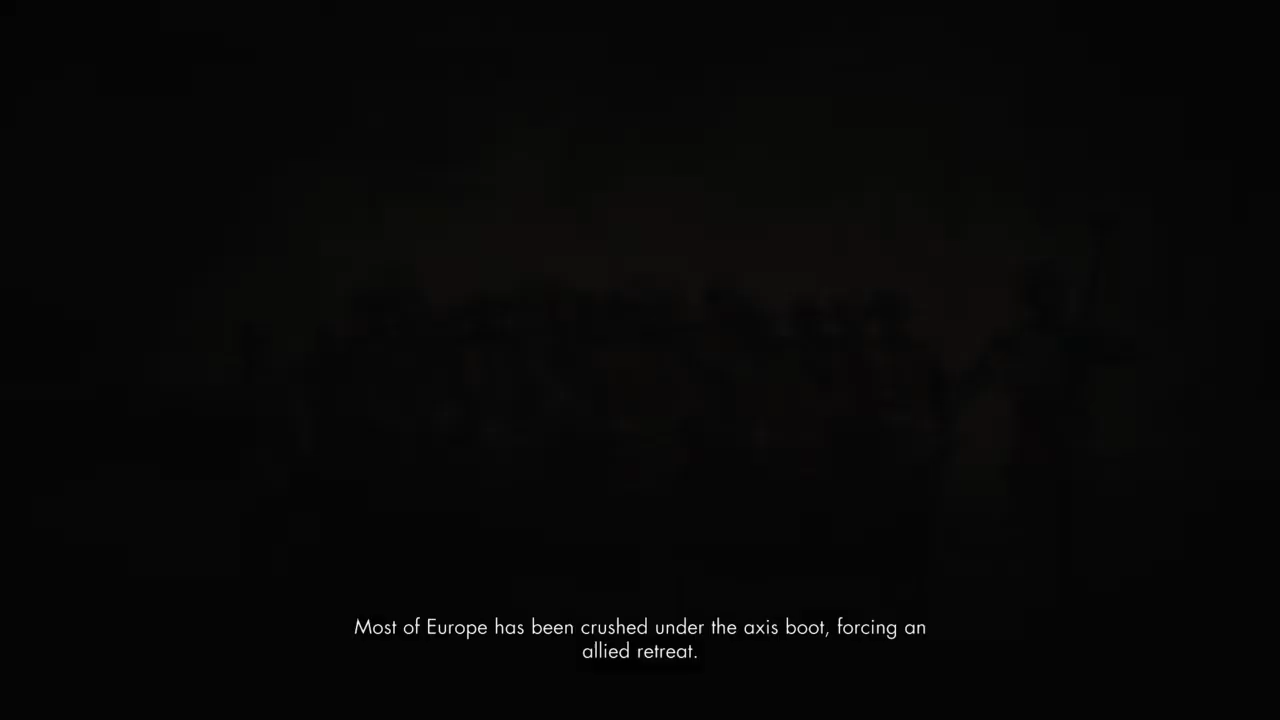 Most of Europe has been crushed under the axis boot, forcing an
allied retreat.